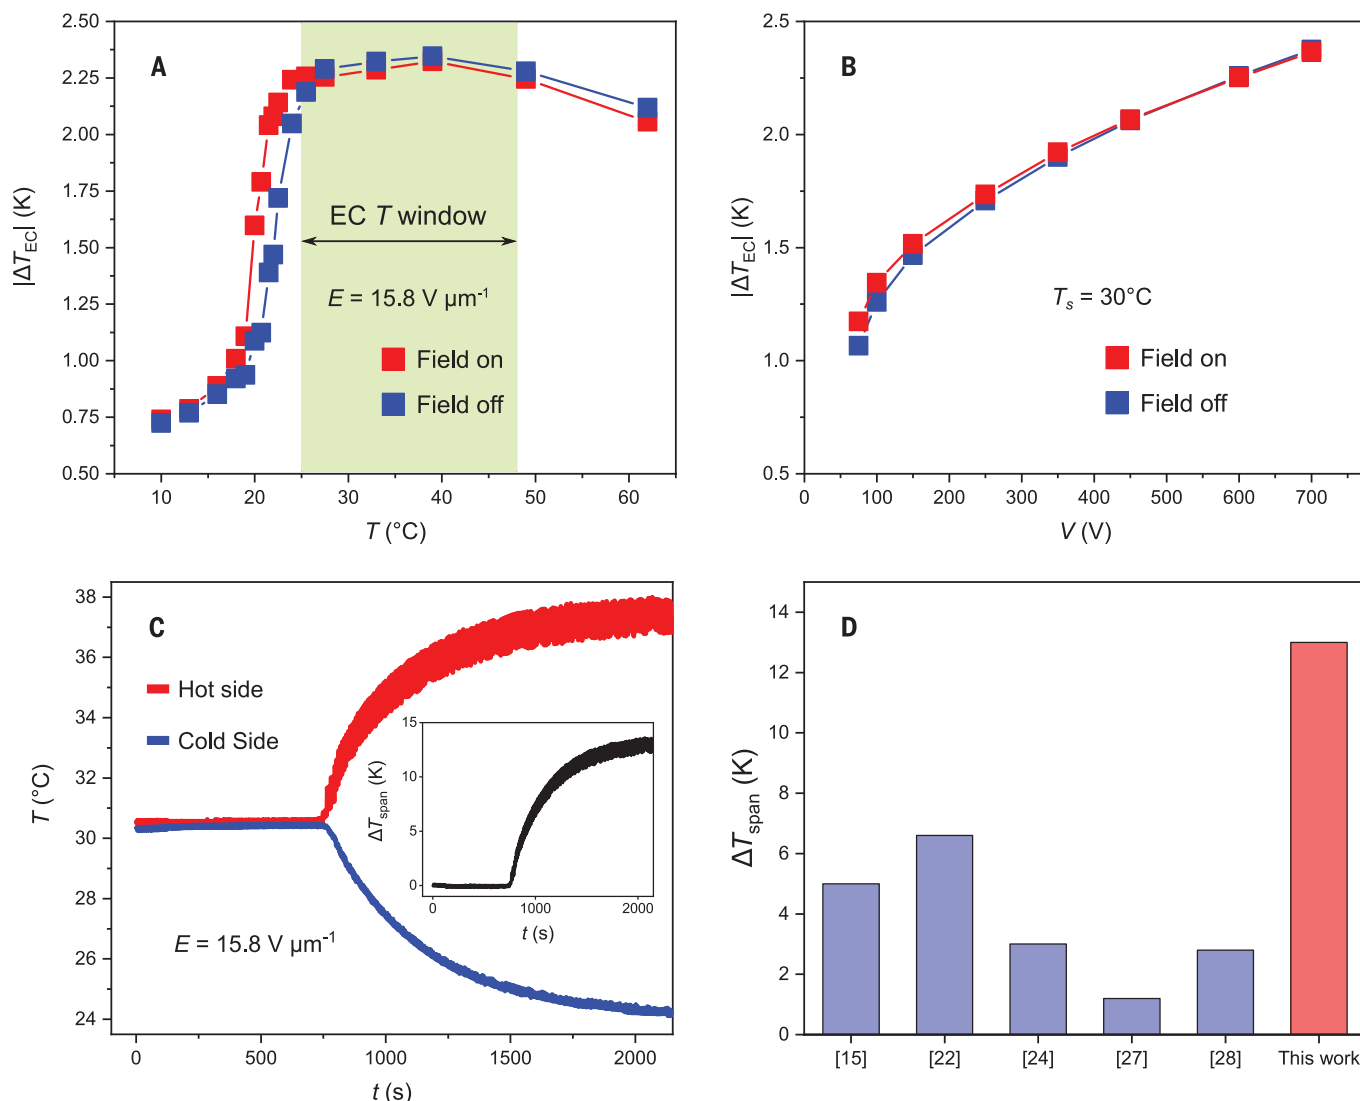 A
|ΔT_EC| (K)
2.50
2.25
2.00
1.75
1.50
1.25
1.00
0.75
0.50
EC T window
E = 15.8 V μm⁻¹
Field on
Field off
10 20 30 40 50 60
T (°C)
B
|ΔT_EC| (K)
2.5
2.0
1.5
1.0
0.5
T_s = 30°C
Field on
Field off
0 100 200 300 400 500 600 700
V (V)
C
T (°C)
38
36
34
32
30
28
26
24
Hot side
Cold Side
E = 15.8 V μm⁻¹
ΔT_span (K)
15
10
5
0
0 1000 2000
t (s)
0 500 1000 1500 2000
t (s)
D
ΔT_span (K)
14
12
10
8
6
4
2
0
[15] [22] [24] [27] [28] This work